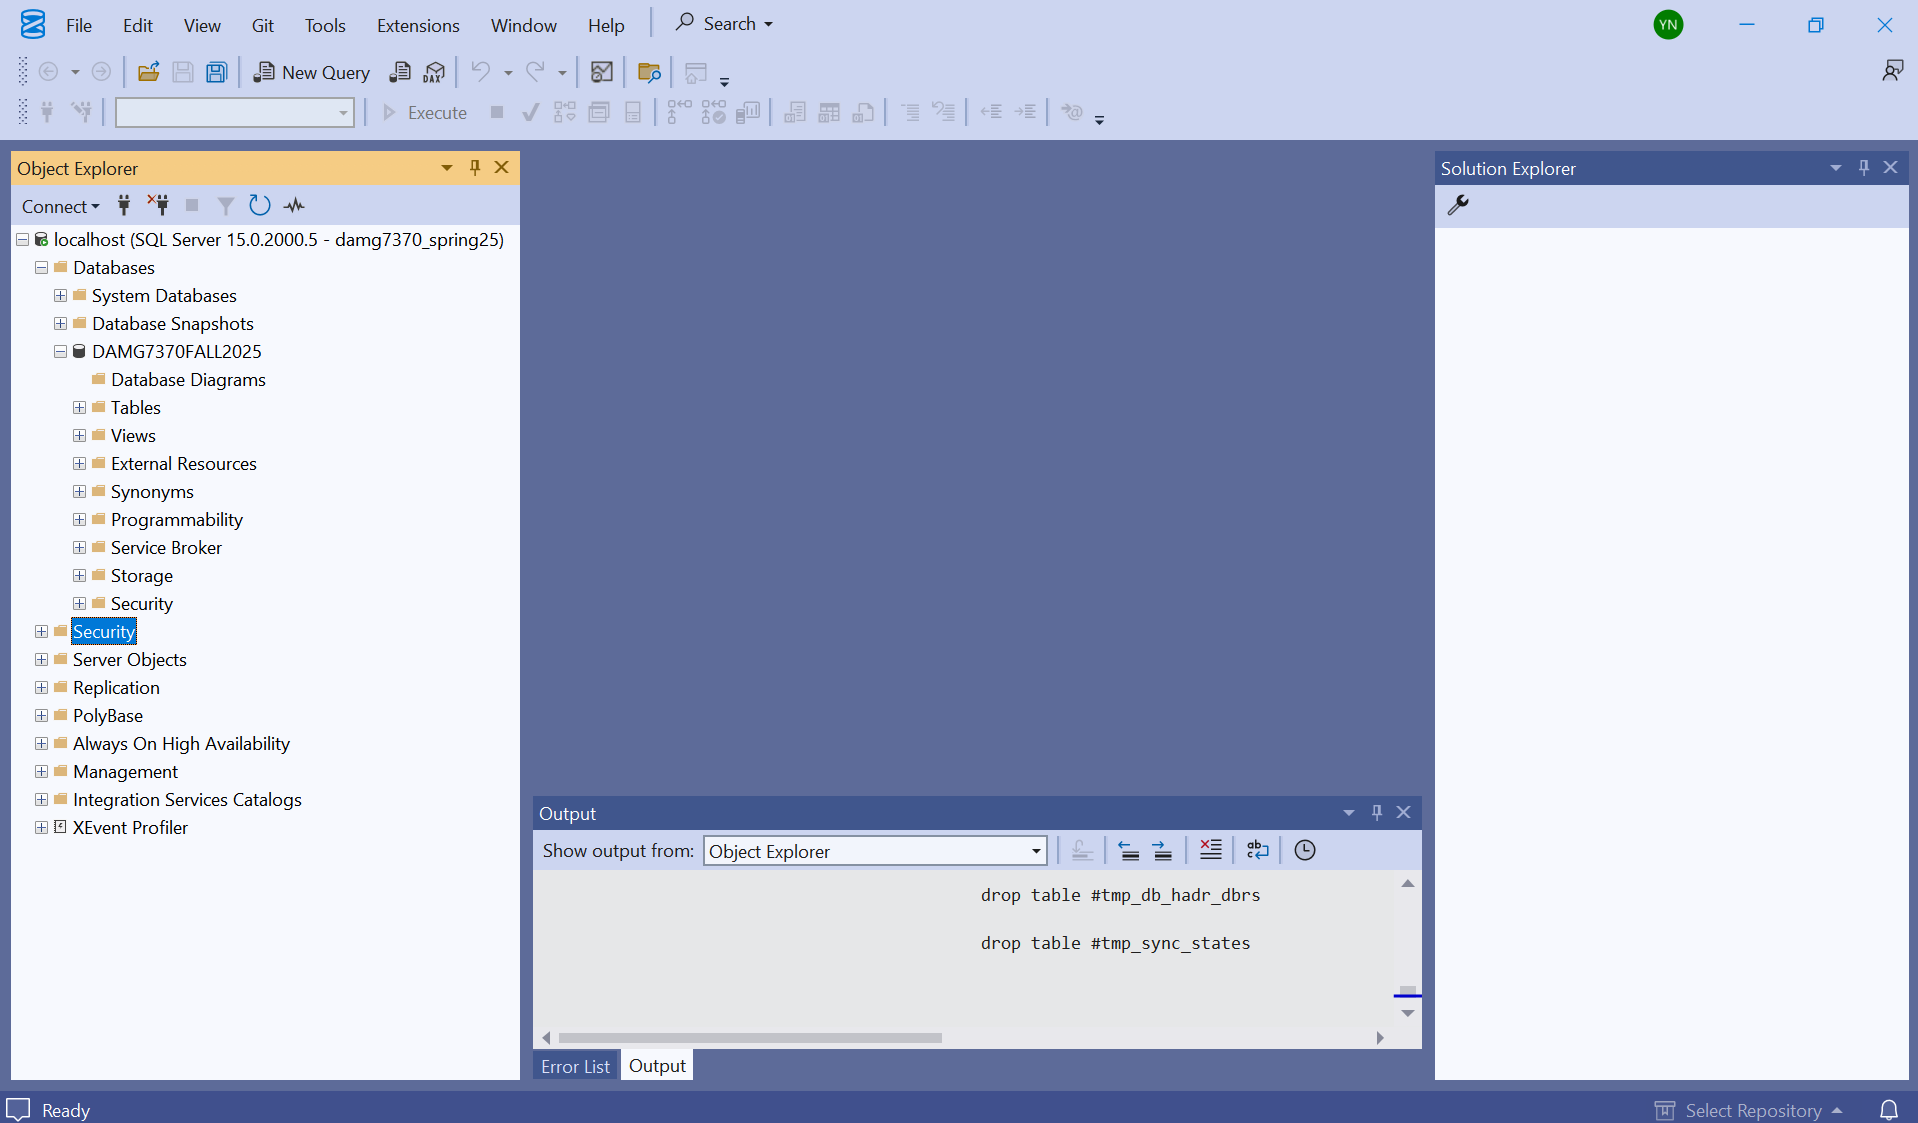 File Edit View Git Tools Extensions Window Help Search
YN
New Query DAX
Execute
Object Explorer
Connect
localhost (SQL Server 15.0.2000.5 - damg7370_spring25)
Databases
System Databases
Database Snapshots
DAMG7370FALL2025
Database Diagrams
Tables
Views
External Resources
Synonyms
Programmability
Service Broker
Storage
Security
Security
Server Objects
Replication
PolyBase
Always On High Availability
Management
Integration Services Catalogs
XEvent Profiler
Output
Show output from: Object Explorer
drop table #tmp_db_hadr_dbrs
drop table #tmp_sync_states
Error List Output
Solution Explorer
Ready
Select Repository